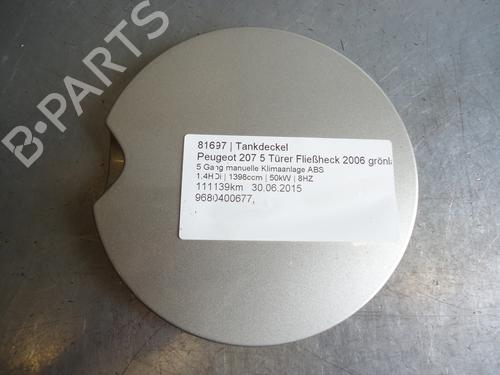 B-PARTS
81697 | Tankdeckel
Peugeot 207 5 Türer Fließheck 2006 grönla
5 Gang manuelle Klimaanlage ABS
1.4HDi | 1398ccm | 50kW | 8HZ
111139km 30.06.2015
9680400677,